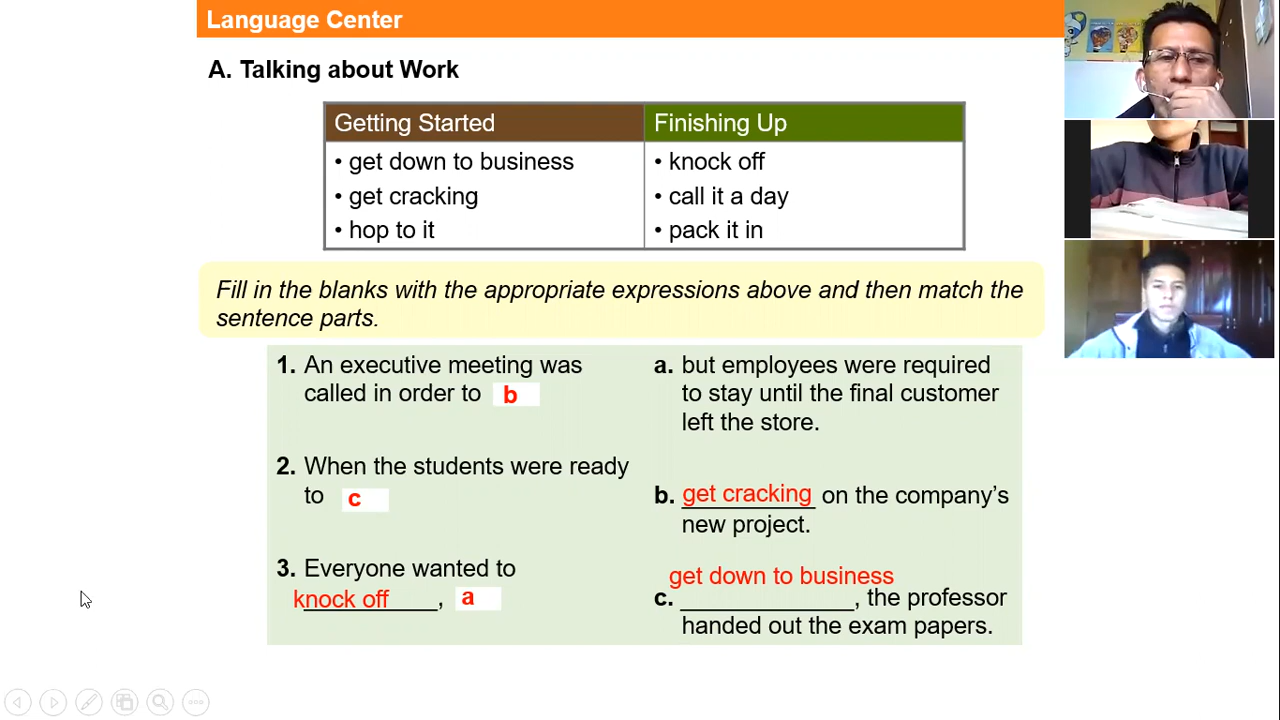 Language Center
A. Talking about Work
Getting Started
Finishing Up
• get down to business
• knock off
• get cracking
• call it a day
• hop to it
• pack it in
Fill in the blanks with the appropriate expressions above and then match the
sentence parts.
1. An executive meeting was
called in order to b
2. When the students were ready
to c
3. Everyone wanted to
knock off, a
a. but employees were required
to stay until the final customer
left the store.
b. get cracking on the company’s
new project.
get down to business
c. ______________, the professor
handed out the exam papers.